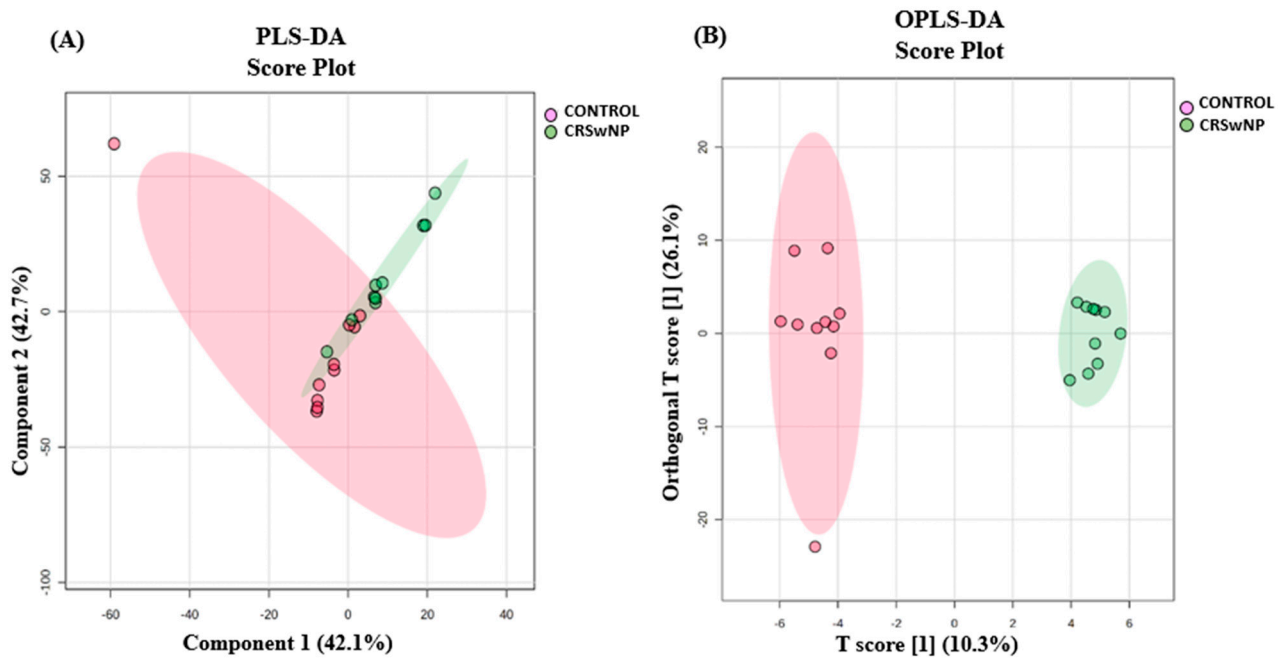 (A)
PLS-DA
Score Plot
CONTROL
CRSwNP
50
0
-50
-100
Component 2 (42.7%)
-60
-40
-20
0
20
40
Component 1 (42.1%)
(B)
OPLS-DA
Score Plot
CONTROL
CRSwNP
20
10
0
-10
-20
Orthogonal T score [1] (26.1%)
-6
-4
-2
0
2
4
6
T score [1] (10.3%)